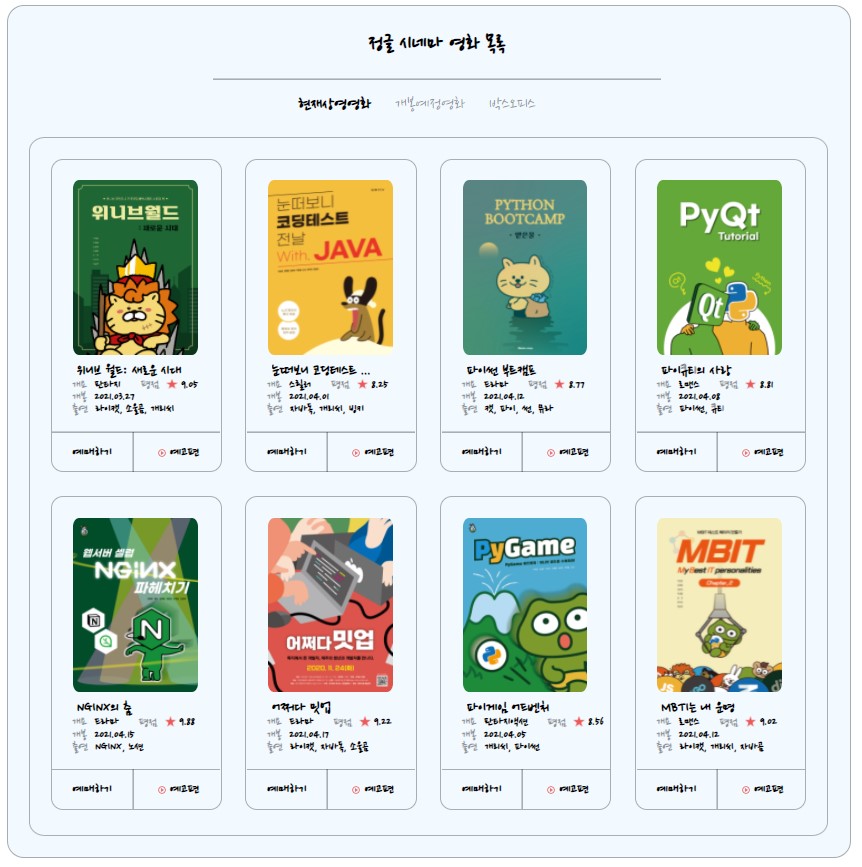 정글 시네마 영화 목록
현재상영영화 개봉예정영화 박스오피스
위니브월드
: 새로운 시대
위니브 월드: 새로운 시대
개요 판타지 평점 ★ 9.05
개봉 2021.03.27
출연 라이캣, 소울곰, 개리씨
예매하기 예고편
눈떠보니
코딩테스트
전날
With. JAVA
눈떠보니 코딩테스트 ...
개요 스릴러 평점 ★ 8.25
개봉 2021.04.01
출연 자바독, 개리씨, 빙키
예매하기 예고편
PYTHON
BOOTCAMP
파이썬 부트캠프
개요 드라마 평점 ★ 8.77
개봉 2021.04.12
출연 캣, 파이, 썬, 뮤라
예매하기 예고편
PyQt
Tutorial
Qt
파이큐티의 사랑
개요 로맨스 평점 ★ 8.81
개봉 2021.04.08
출연 파이썬, 큐티
예매하기 예고편
웹서버 셀럽
NGiNX
파헤치기
N
NGINX의 춤
개요 드라마 평점 ★ 9.88
개봉 2021.04.15
출연 NGINX, 노션
예매하기 예고편
어쩌다 밋업
2020. 11. 24(화)
어쩌다 밋업
개요 드라마 평점 ★ 9.22
개봉 2021.04.17
출연 라이캣, 자바독, 소울곰
예매하기 예고편
PyGame
파이게임 어드벤처
개요 판타지액션 평점 ★ 8.56
개봉 2021.04.05
출연 개리씨, 파이썬
예매하기 예고편
MBIT
My Best IT personalities
Chapter_2
JS
MBTI는 내 운명
개요 로맨스 평점 ★ 9.02
개봉 2021.04.12
출연 라이캣, 개리씨, 자바곰
예매하기 예고편